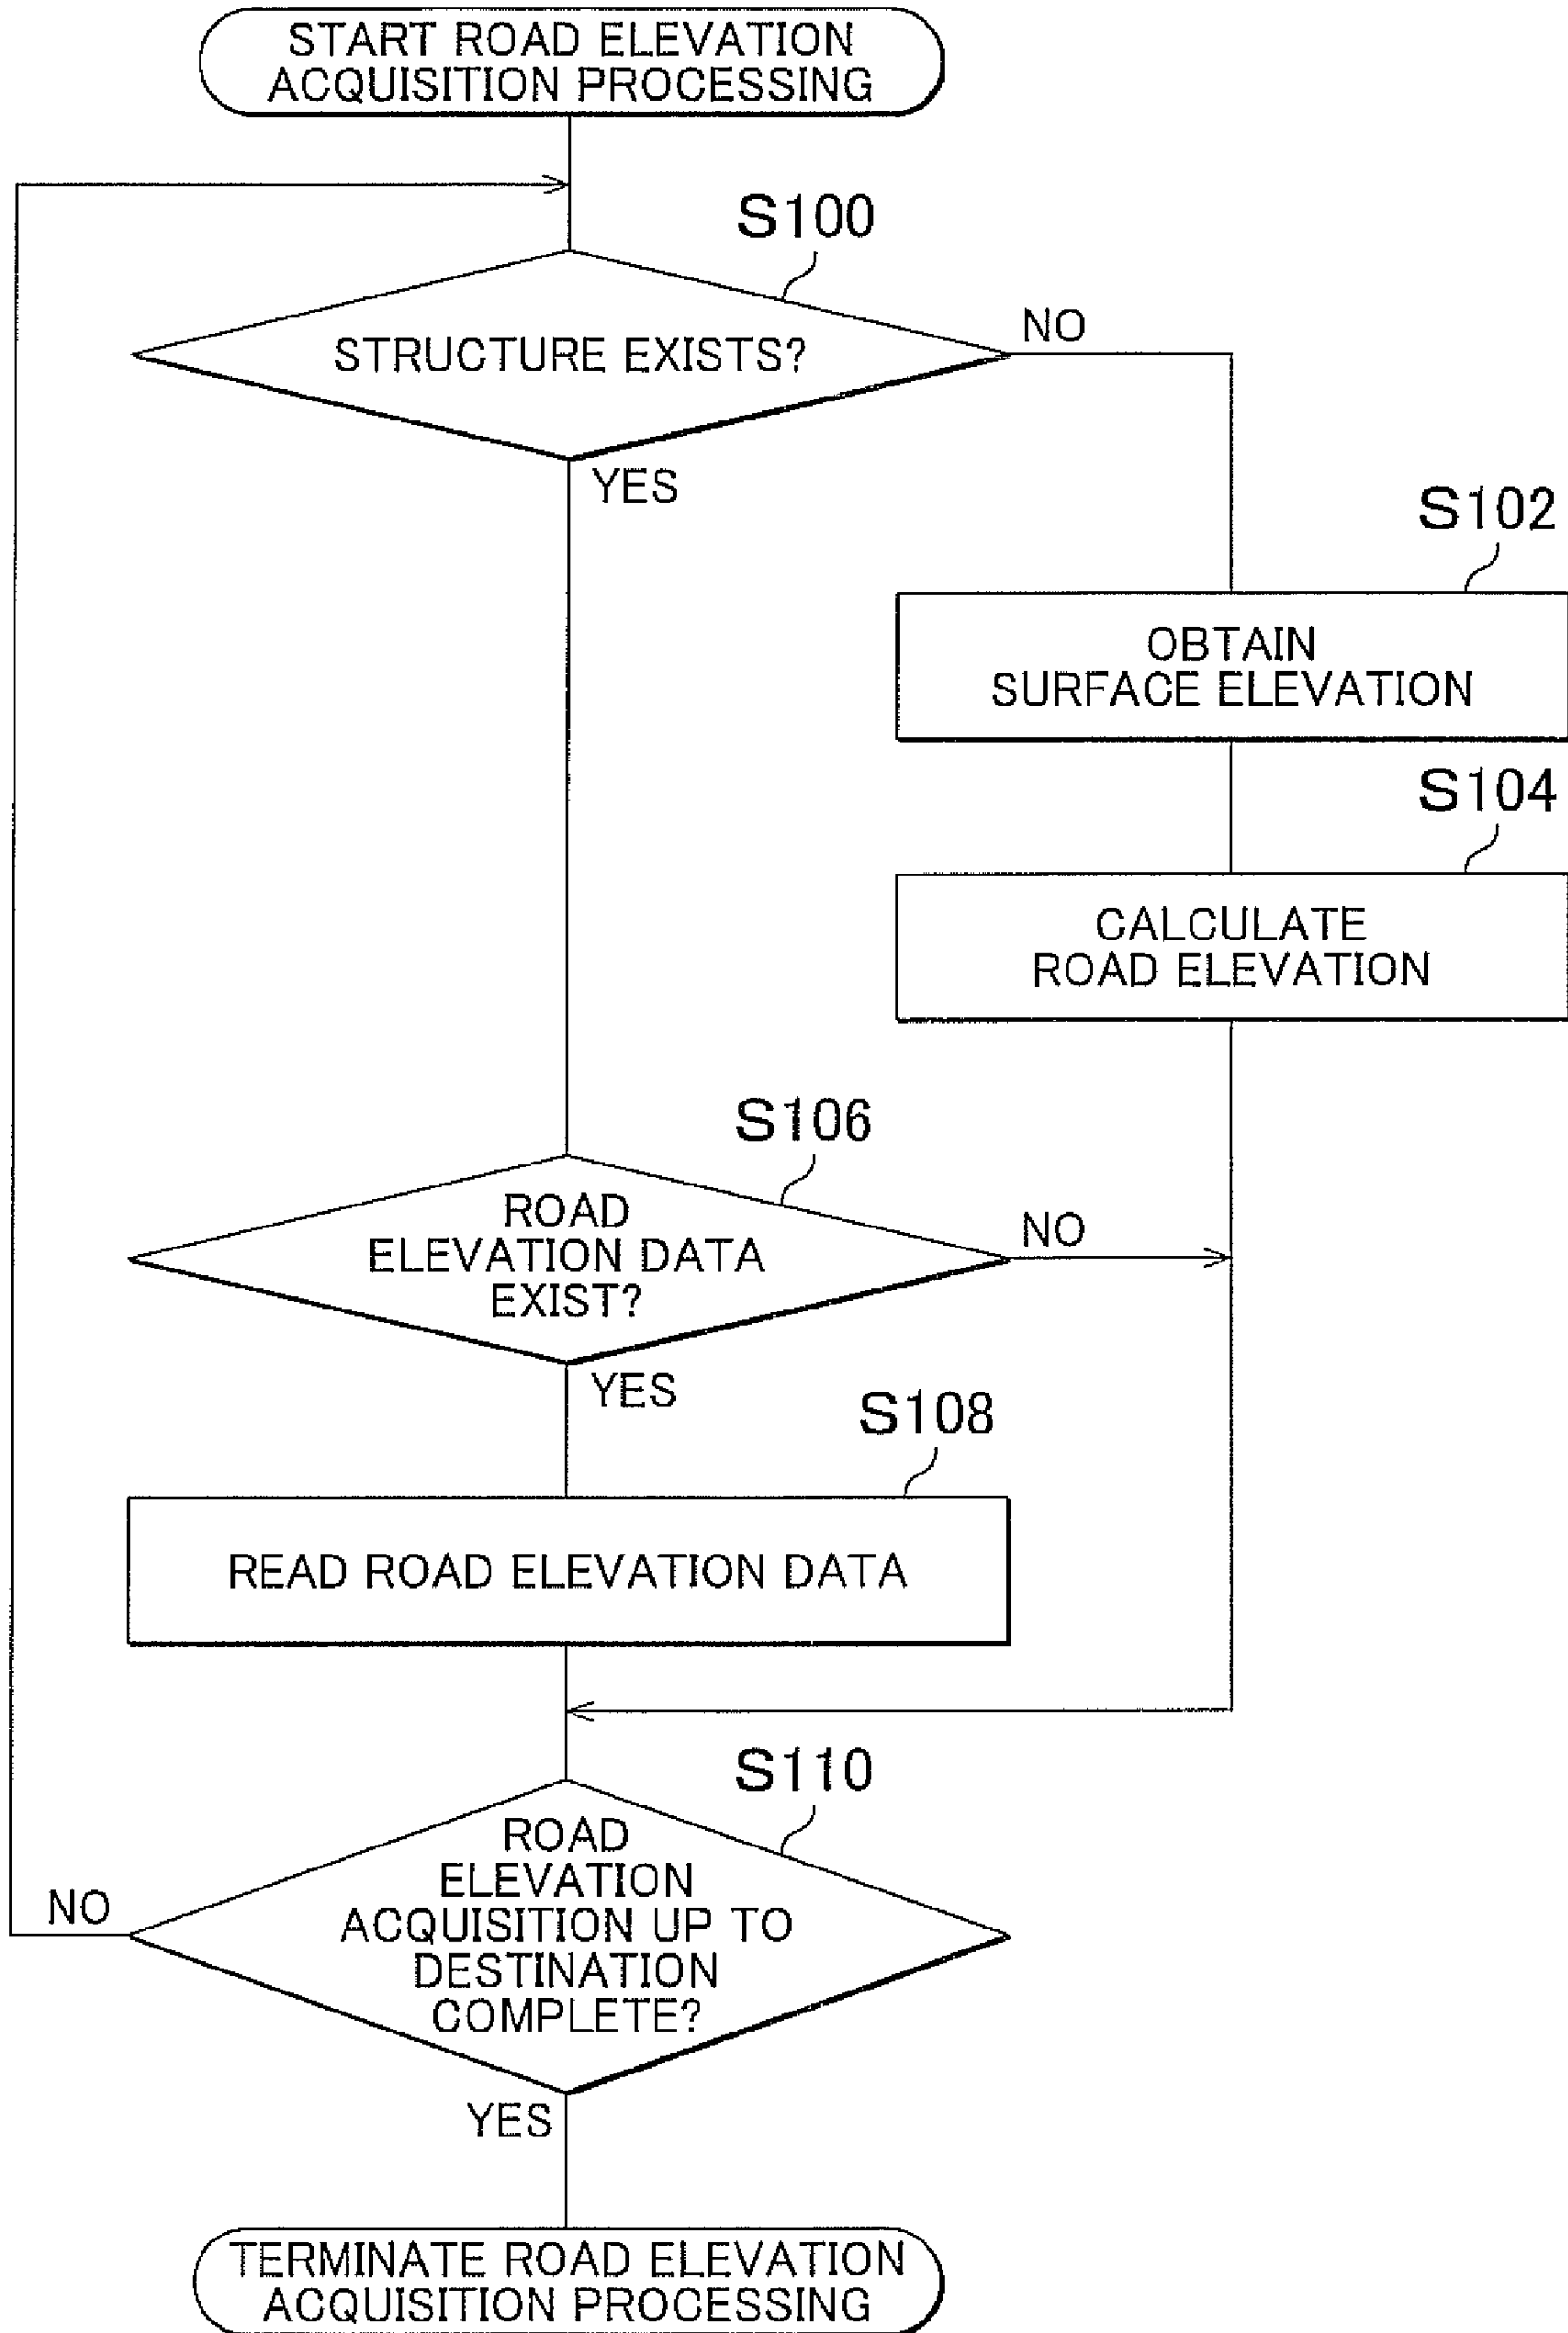 START ROAD ELEVATION
ACQUISITION PROCESSING
S100
STRUCTURE EXISTS?
NO
YES
S102
OBTAIN
SURFACE ELEVATION
S104
CALCULATE
ROAD ELEVATION
S106
ROAD
ELEVATION DATA
EXIST?
NO
YES
S108
READ ROAD ELEVATION DATA
S110
ROAD
ELEVATION
ACQUISITION UP TO
DESTINATION
COMPLETE?
NO
YES
TERMINATE ROAD ELEVATION
ACQUISITION PROCESSING